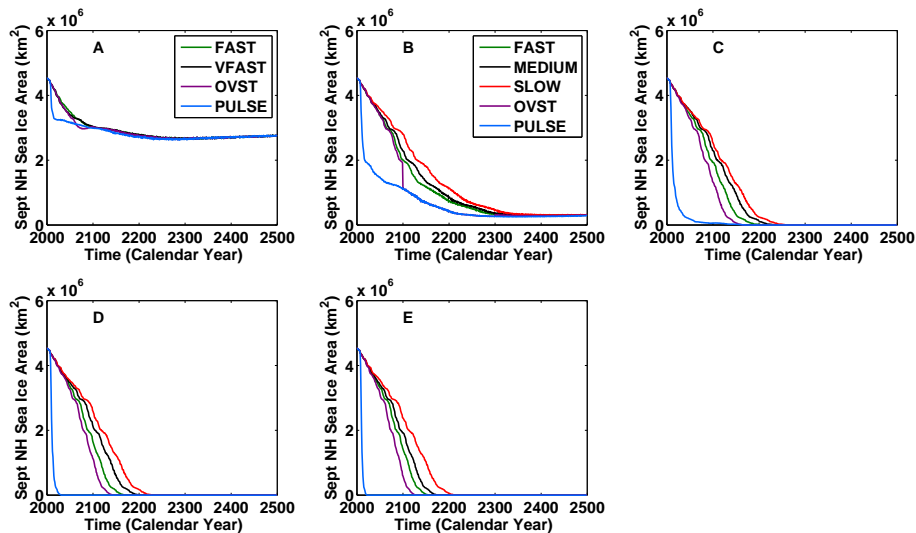 x 10^6
Sept NH Sea Ice Area (km^2)
6
4
2
0
A
FAST
VFAST
OVST
PULSE
2000 2100 2200 2300 2400 2500
Time (Calendar Year)
x 10^6
Sept NH Sea Ice Area (km^2)
6
4
2
0
B
FAST
MEDIUM
SLOW
OVST
PULSE
2000 2100 2200 2300 2400 2500
Time (Calendar Year)
x 10^6
Sept NH Sea Ice Area (km^2)
6
4
2
0
C
2000 2100 2200 2300 2400 2500
Time (Calendar Year)
x 10^6
Sept NH Sea Ice Area (km^2)
6
4
2
0
D
2000 2100 2200 2300 2400 2500
Time (Calendar Year)
x 10^6
Sept NH Sea Ice Area (km^2)
6
4
2
0
E
2000 2100 2200 2300 2400 2500
Time (Calendar Year)